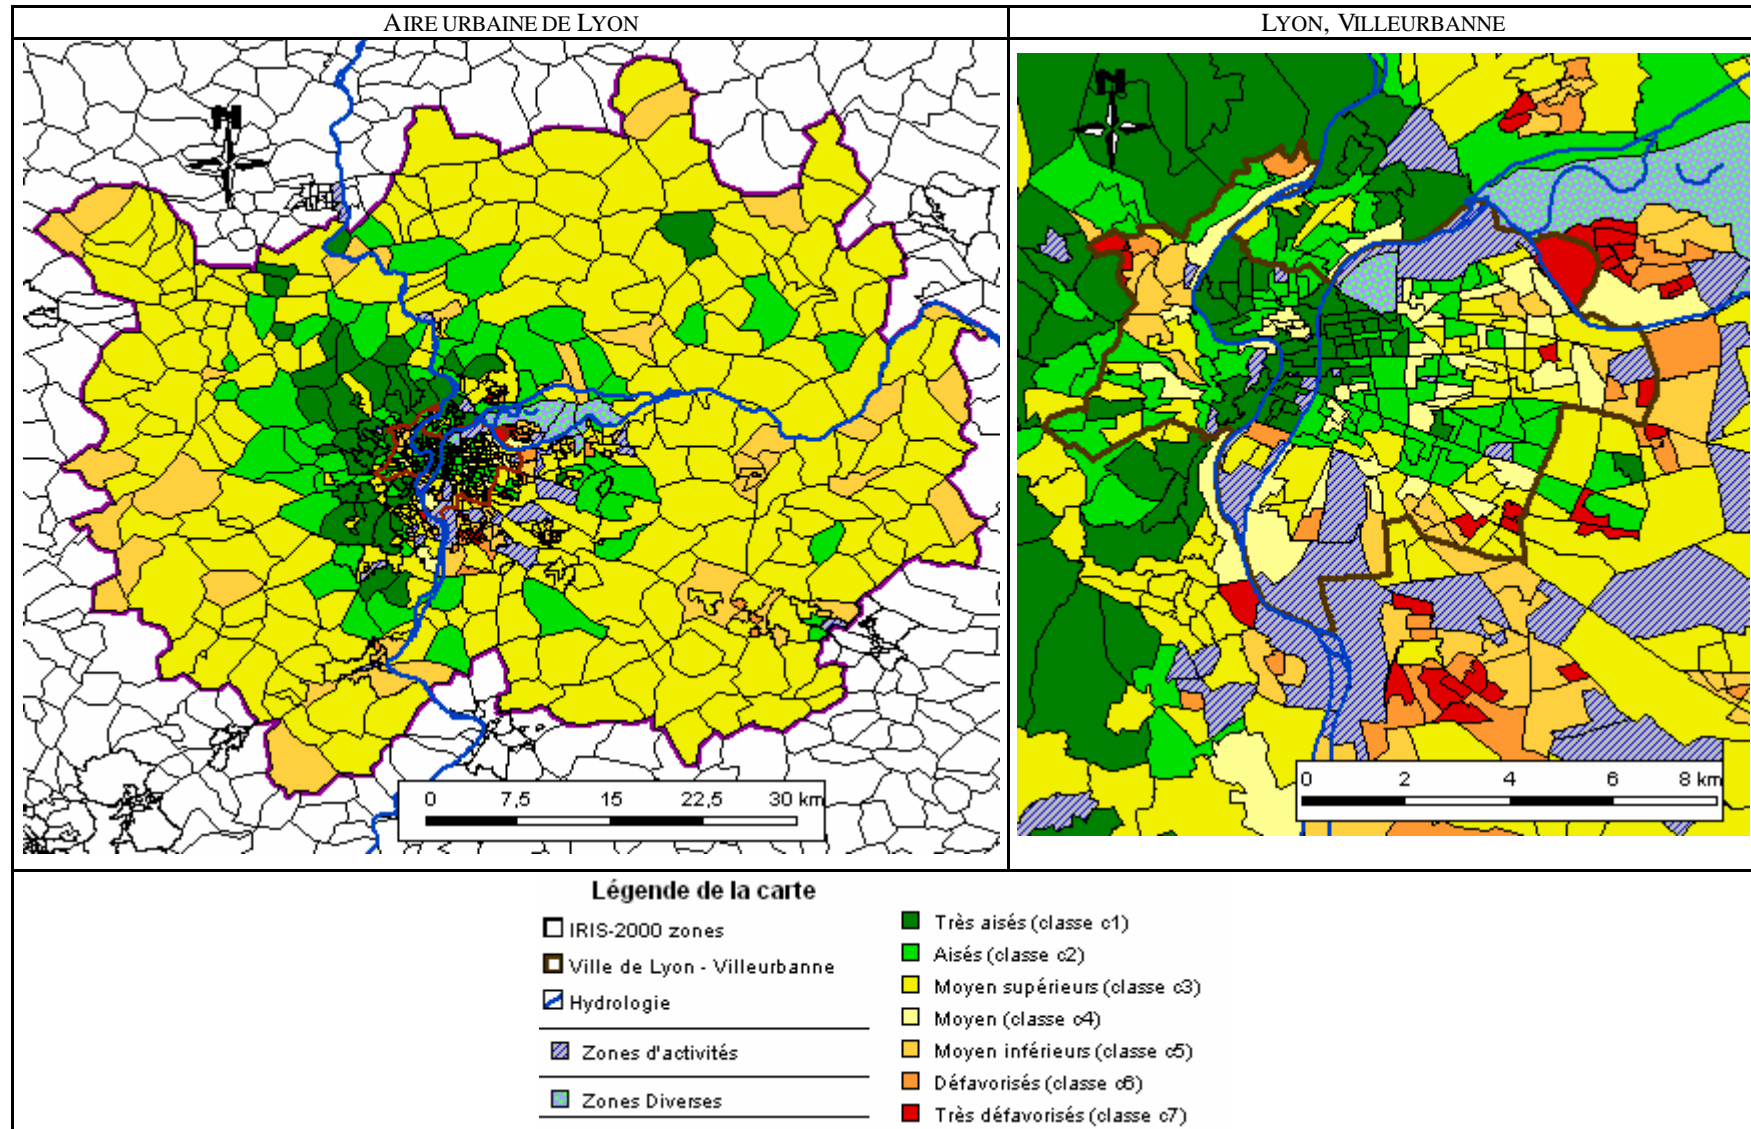 AIRE URBAINE DE LYON
LYON, VILLEURBANNE
N
N
0 7,5 15 22,5 30 km
0 2 4 6 8 km
Légende de la carte
IRIS-2000 zones
Ville de Lyon - Villeurbanne
Hydrologie
Zones d'activités
Zones Diverses
Très aisés (classe c1)
Aisés (classe c2)
Moyen supérieurs (classe c3)
Moyen (classe c4)
Moyen inférieurs (classe c5)
Défavorisés (classe c6)
Très défavorisés (classe c7)